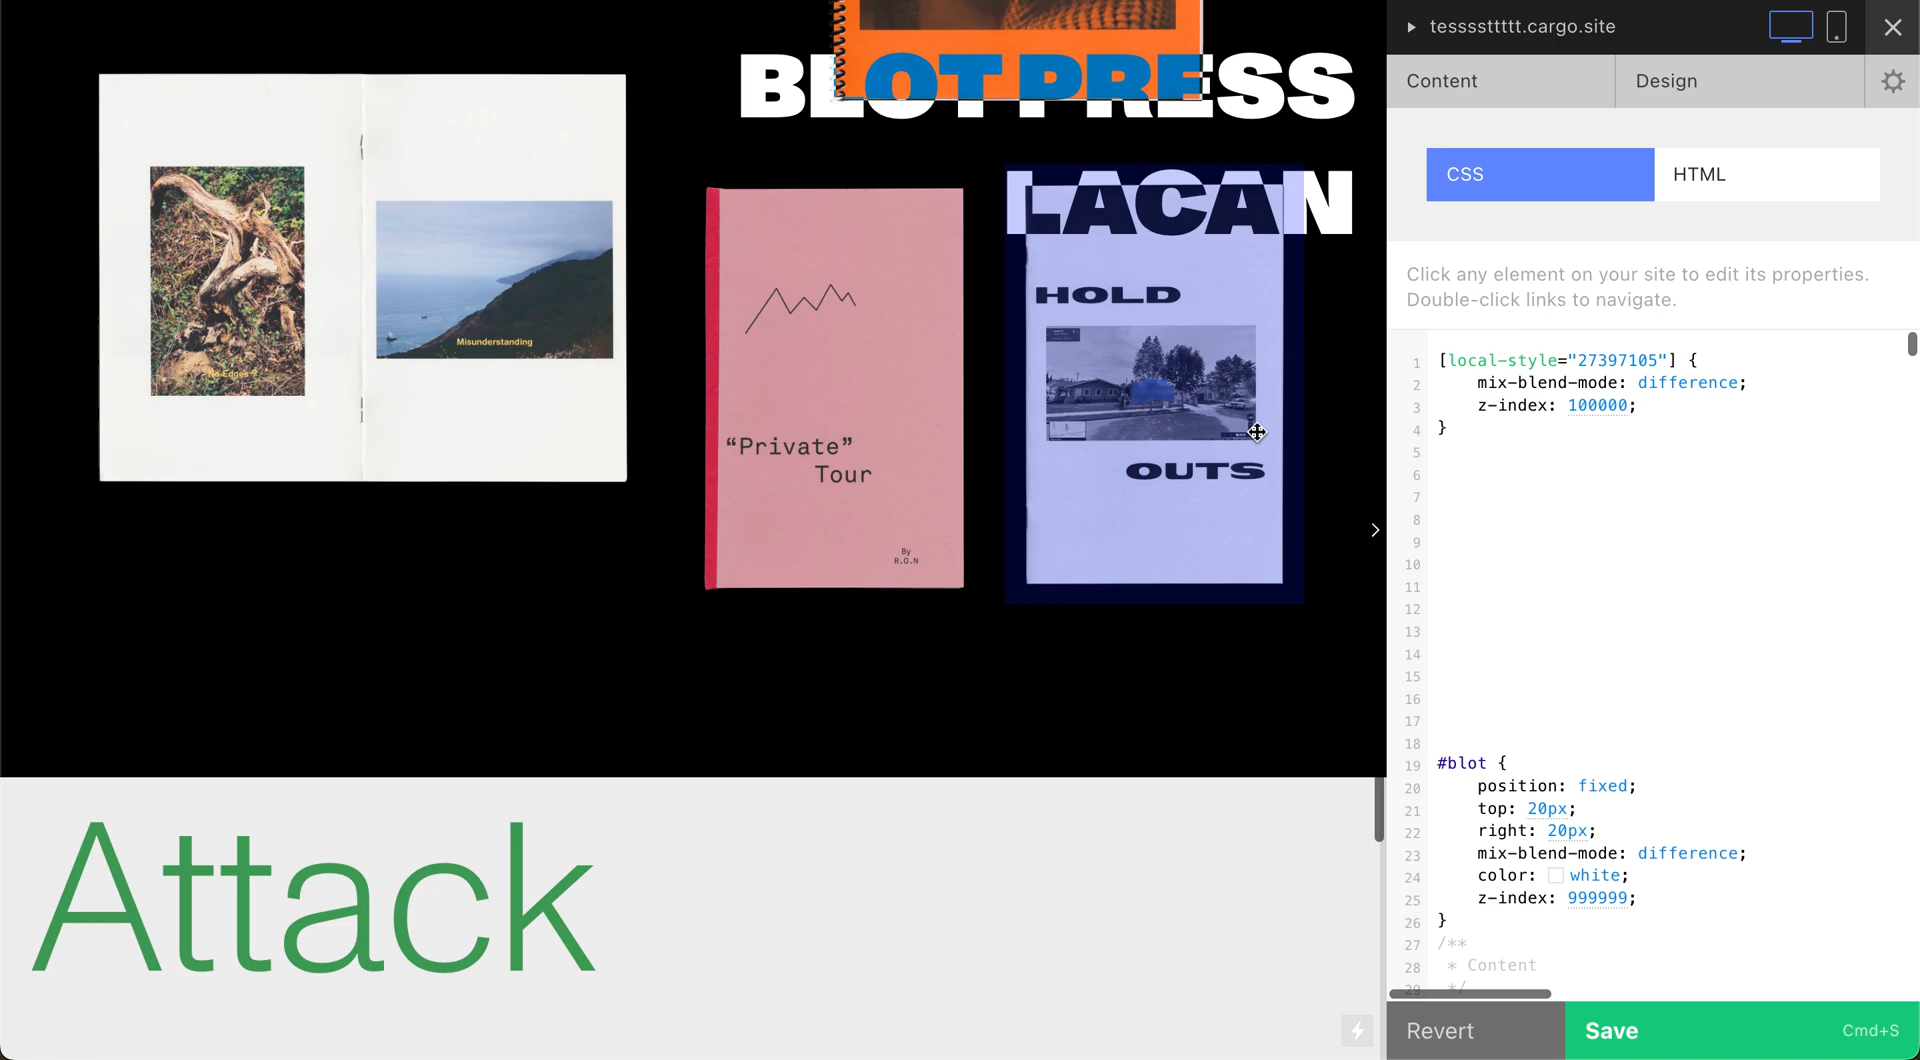 BLOT PRESS
LACAN
No Edges
Misunderstanding
“Private”
Tour
By
R.O.N
HOLD
OUTS
Attack
tessssttttt.cargo.site
Content
Design
CSS
HTML
Click any element on your site to edit its properties.
Double-click links to navigate.
1 [local-style="27397105"] {
2 mix-blend-mode: difference;
3 z-index: 100000;
4 }
5
6
7
8
9
10
11
12
13
14
15
16
17
18
19 #blot {
20 position: fixed;
21 top: 20px;
22 right: 20px;
23 mix-blend-mode: difference;
24 color: white;
25 z-index: 999999;
26 }
27 /**
28 * Content
29 */
Revert
Save
Cmd+S